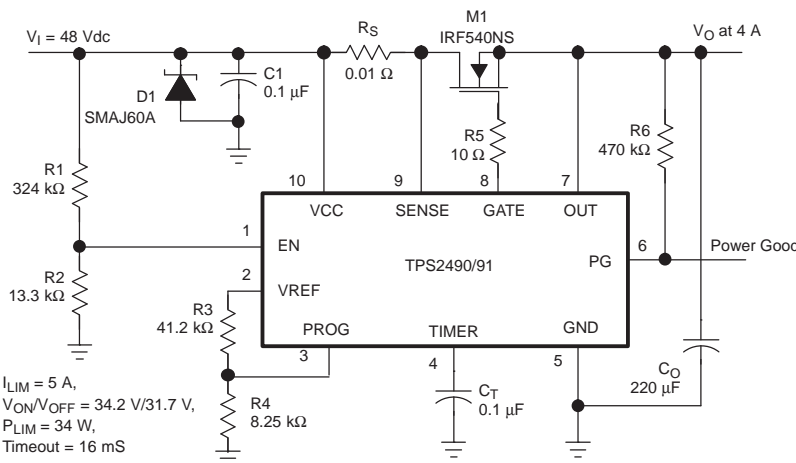 V_I = 48 Vdc
R_S
0.01 Ω
M1
IRF540NS
V_O at 4 A
D1
SMAJ60A
C1
0.1 µF
R5
10 Ω
R6
470 kΩ
R1
324 kΩ
10
9
8
7
VCC
SENSE
GATE
OUT
1
EN
TPS2490/91
PG
6
Power Good
R2
13.3 kΩ
2
VREF
R3
41.2 kΩ
PROG
TIMER
GND
3
4
5
R4
8.25 kΩ
C_T
0.1 µF
C_O
220 µF
I_LIM = 5 A,
V_ON/V_OFF = 34.2 V/31.7 V,
P_LIM = 34 W,
Timeout = 16 mS